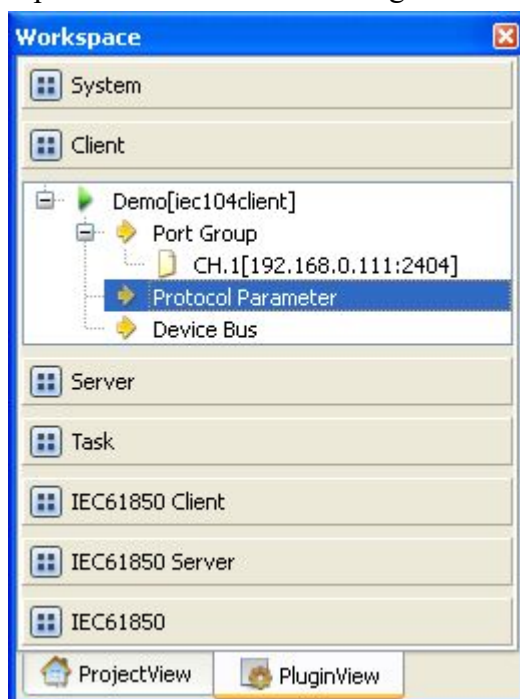 Workspace
System
Client
Demo[iec104client]
Port Group
CH.1[192.168.0.111:2404]
Protocol Parameter
Device Bus
Server
Task
IEC61850 Client
IEC61850 Server
IEC61850
ProjectView PluginView